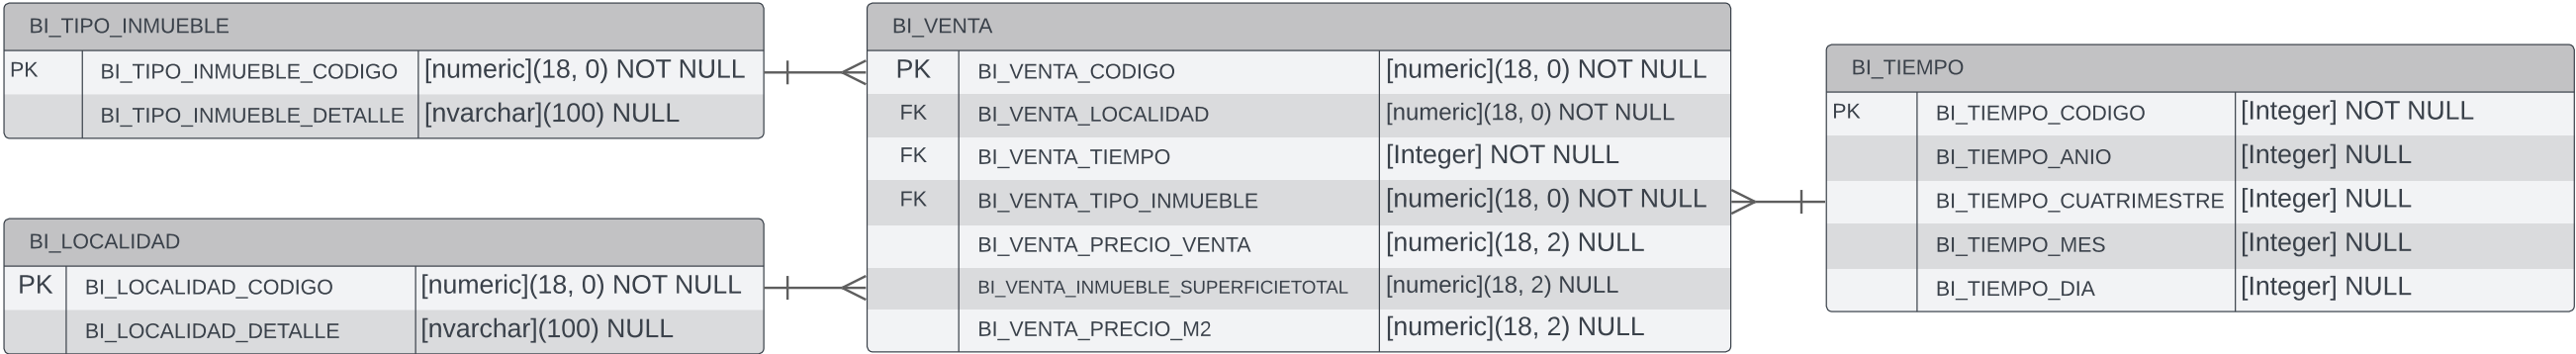 BI_TIPO_INMUEBLE
PK BI_TIPO_INMUEBLE_CODIGO [numeric](18, 0) NOT NULL
BI_TIPO_INMUEBLE_DETALLE [nvarchar](100) NULL
BI_LOCALIDAD
PK BI_LOCALIDAD_CODIGO [numeric](18, 0) NOT NULL
BI_LOCALIDAD_DETALLE [nvarchar](100) NULL
BI_VENTA
PK BI_VENTA_CODIGO [numeric](18, 0) NOT NULL
FK BI_VENTA_LOCALIDAD [numeric](18, 0) NOT NULL
FK BI_VENTA_TIEMPO [Integer] NOT NULL
FK BI_VENTA_TIPO_INMUEBLE [numeric](18, 0) NOT NULL
BI_VENTA_PRECIO_VENTA [numeric](18, 2) NULL
BI_VENTA_INMUEBLE_SUPERFICIETOTAL [numeric](18, 2) NULL
BI_VENTA_PRECIO_M2 [numeric](18, 2) NULL
BI_TIEMPO
PK BI_TIEMPO_CODIGO [Integer] NOT NULL
BI_TIEMPO_ANIO [Integer] NULL
BI_TIEMPO_CUATRIMESTRE [Integer] NULL
BI_TIEMPO_MES [Integer] NULL
BI_TIEMPO_DIA [Integer] NULL